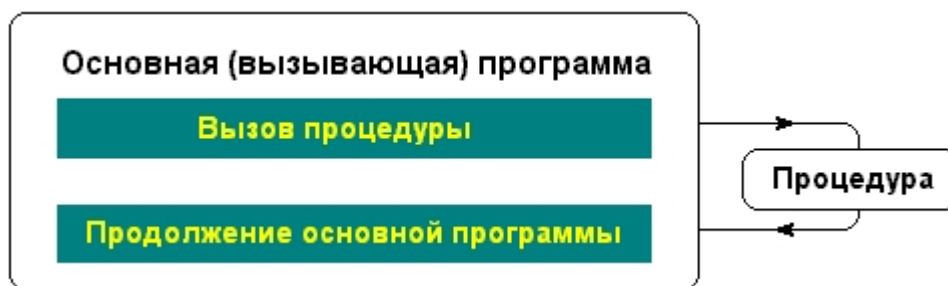 Основная (вызывающая) программа
Вызов процедуры
Процедура
Продолжение основной программы